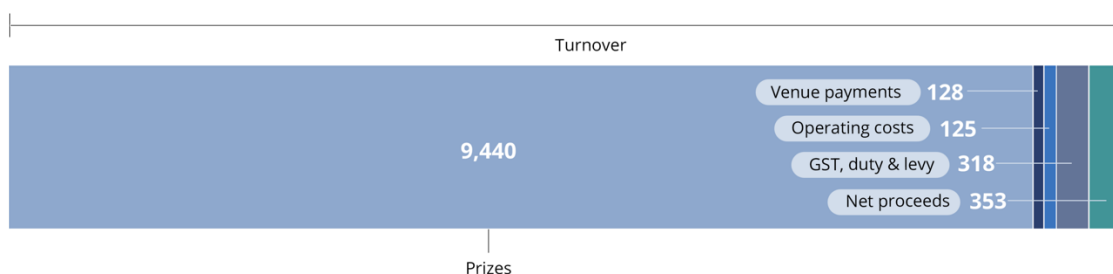 Turnover
Venue payments 128
Operating costs 125
9,440
GST, duty & levy 318
Net proceeds 353
Prizes